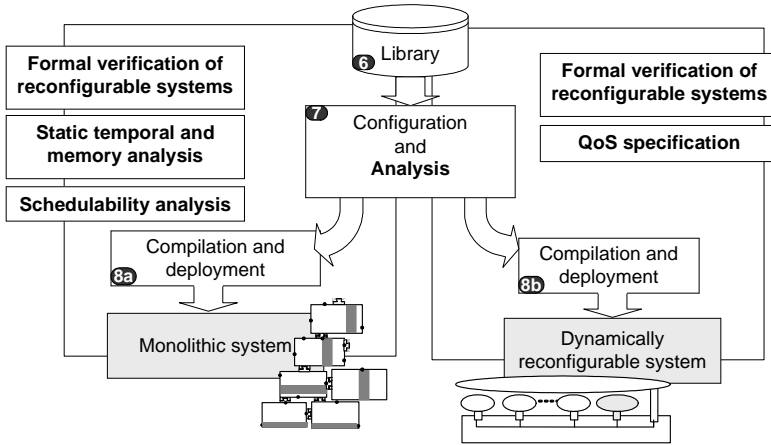 6
Library
Formal verification of
reconfigurable systems
Static temporal and
memory analysis
Schedulability analysis
7
Configuration
and
Analysis
Formal verification of
reconfigurable systems
QoS specification
Compilation and
deployment
8a
Compilation and
deployment
8b
Monolithic system
Dynamically
reconfigurable system